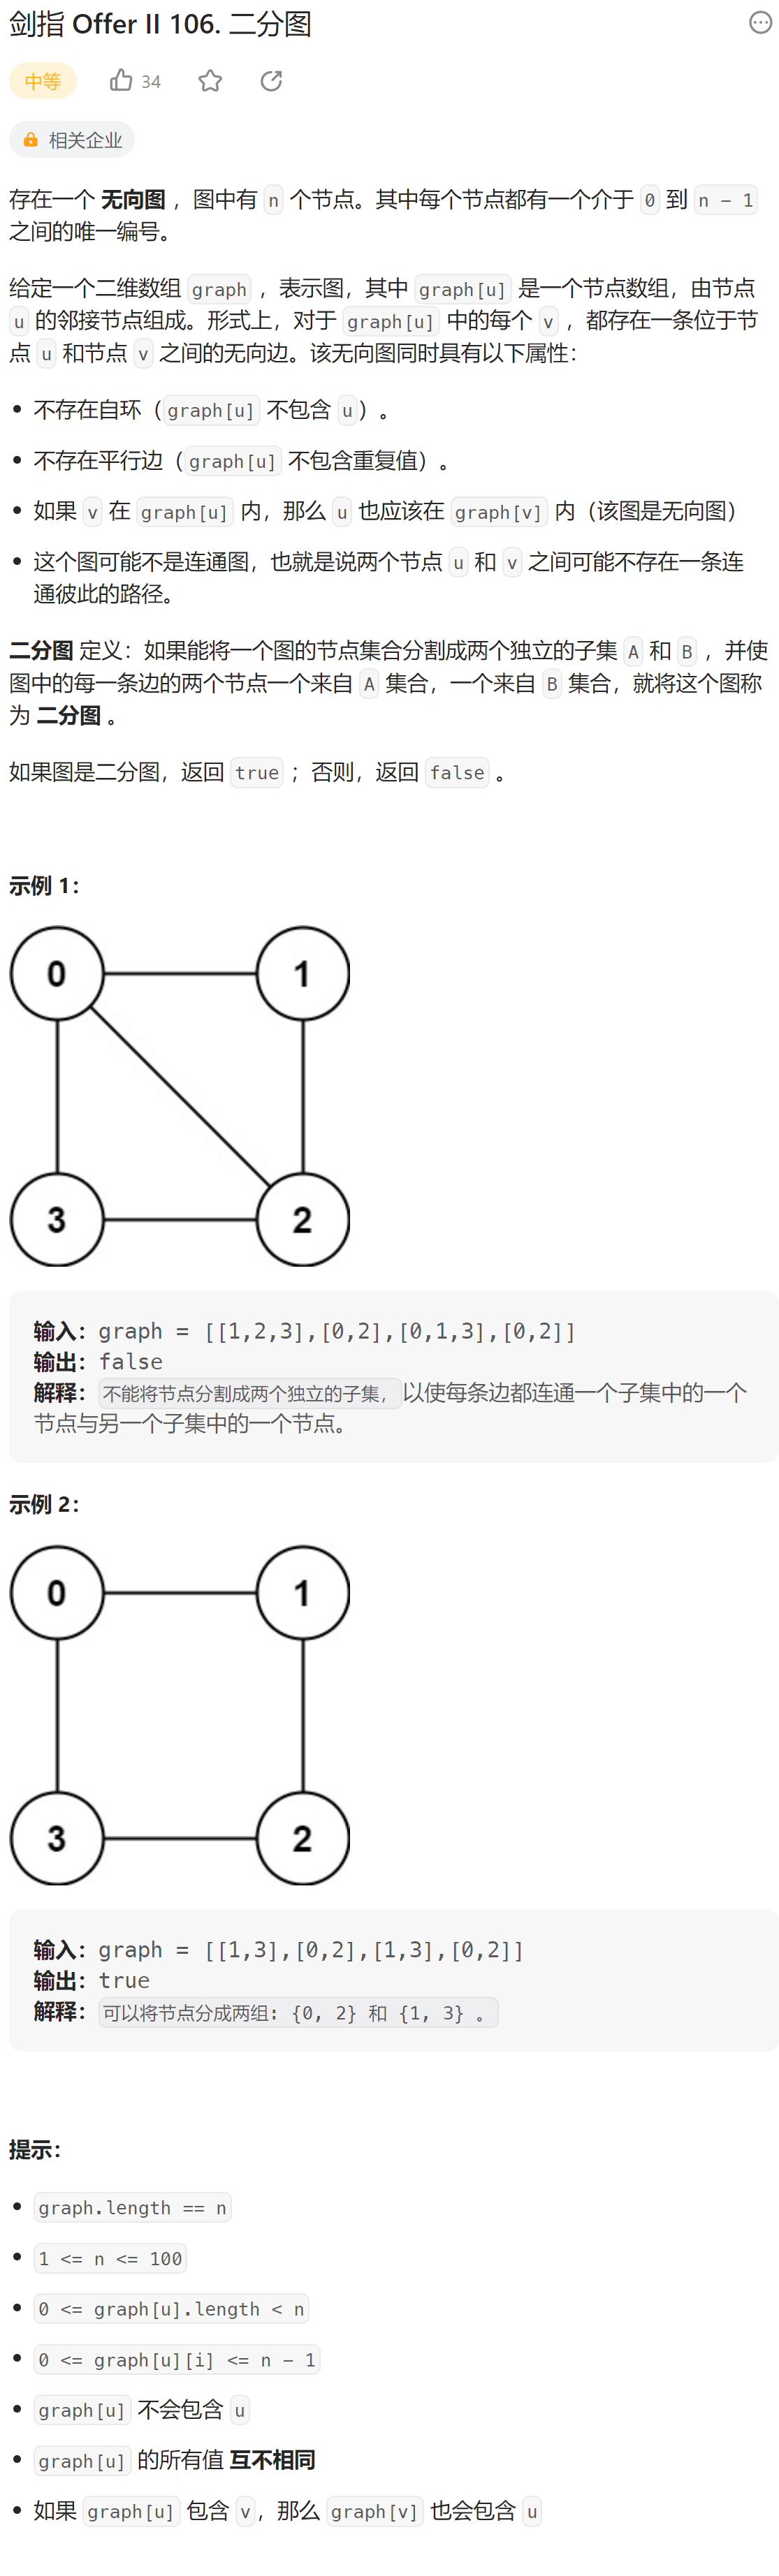 剑指 Offer II 106. 二分图
中等 34
相关企业
存在一个 无向图 ，图中有 n 个节点。其中每个节点都有一个介于 0 到 n - 1
之间的唯一编号。
给定一个二维数组 graph ，表示图，其中 graph[u] 是一个节点数组，由节点
u 的邻接节点组成。形式上，对于 graph[u] 中的每个 v ，都存在一条位于节
点 u 和节点 v 之间的无向边。该无向图同时具有以下属性：
不存在自环（graph[u] 不包含 u）。
不存在平行边（graph[u] 不包含重复值）。
如果 v 在 graph[u] 内，那么 u 也应该在 graph[v] 内（该图是无向图）
这个图可能不是连通图，也就是说两个节点 u 和 v 之间可能不存在一条连
通彼此的路径。
二分图 定义：如果能将一个图的节点集合分割成两个独立的子集 A 和 B ，并使
图中的每一条边的两个节点一个来自 A 集合，一个来自 B 集合，就将这个图称
为 二分图 。
如果图是二分图，返回 true ；否则，返回 false 。
示例 1：
0 1
3 2
输入：graph = [[1,2,3],[0,2],[0,1,3],[0,2]]
输出：false
解释：不能将节点分割成两个独立的子集，以使每条边都连通一个子集中的一个
节点与另一个子集中的一个节点。
示例 2：
0 1
3 2
输入：graph = [[1,3],[0,2],[1,3],[0,2]]
输出：true
解释：可以将节点分成两组: {0, 2} 和 {1, 3} 。
提示：
graph.length == n
1 <= n <= 100
0 <= graph[u].length < n
0 <= graph[u][i] <= n - 1
graph[u] 不会包含 u
graph[u] 的所有值 互不相同
如果 graph[u] 包含 v，那么 graph[v] 也会包含 u